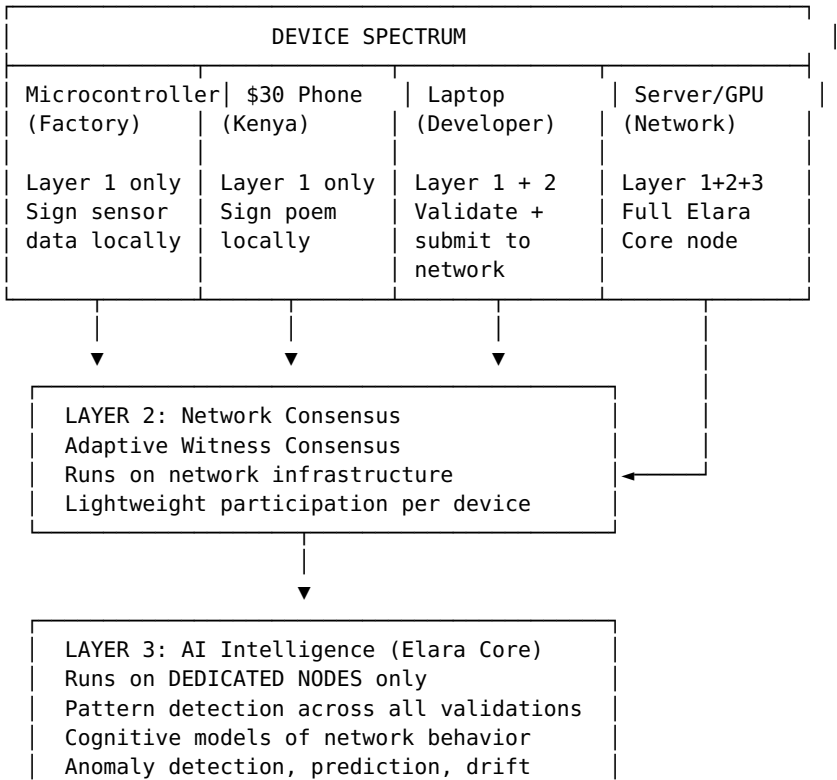 DEVICE SPECTRUM
Microcontroller $30 Phone Laptop Server/GPU
(Factory) (Kenya) (Developer) (Network)
Layer 1 only Layer 1 only Layer 1 + 2 Layer 1+2+3
Sign sensor Sign poem Validate + Full Elara
data locally locally submit to Core node
network
LAYER 2: Network Consensus
Adaptive Witness Consensus
Runs on network infrastructure
Lightweight participation per device
LAYER 3: AI Intelligence (Elara Core)
Runs on DEDICATED NODES only
Pattern detection across all validations
Cognitive models of network behavior
Anomaly detection, prediction, drift